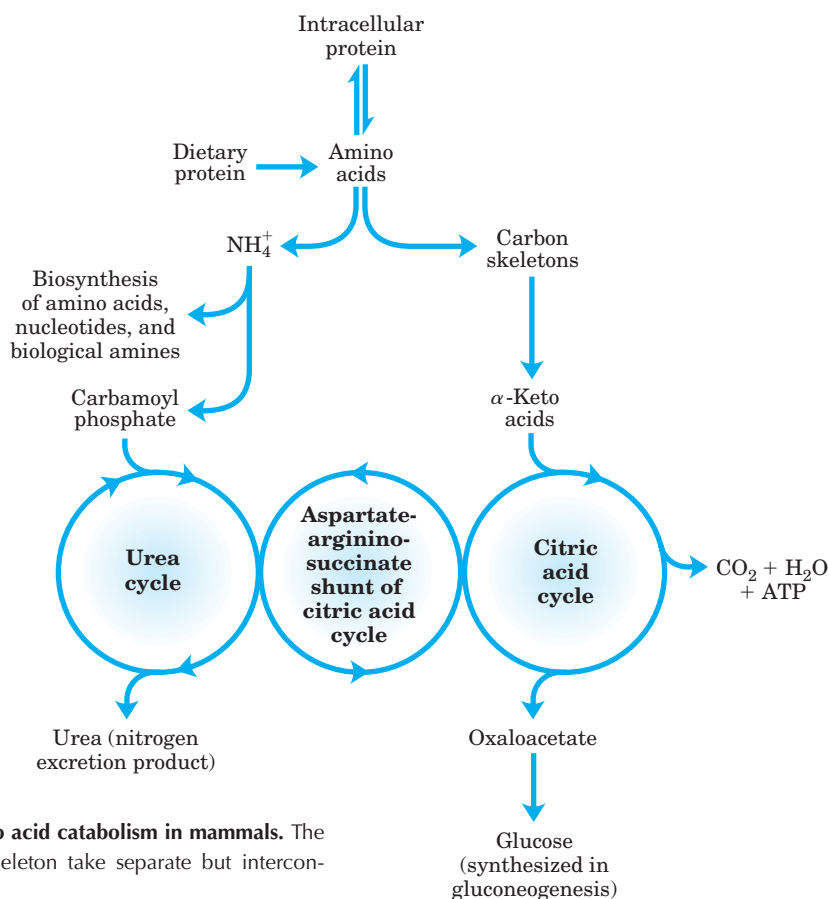 Intracellular
protein
Dietary
protein
Amino
acids
NH₄⁺
Carbon
skeletons
Biosynthesis
of amino acids,
nucleotides, and
biological amines
Carbamoyl
phosphate
α-Keto
acids
Urea
cycle
Aspartate-
arginino-
succinate
shunt of
citric acid
cycle
Citric
acid
cycle
CO₂ + H₂O
+ ATP
Urea (nitrogen
excretion product)
Oxaloacetate
Glucose
(synthesized in
gluconeogenesis)
acid catabolism in mammals. The
take separate but intercon-